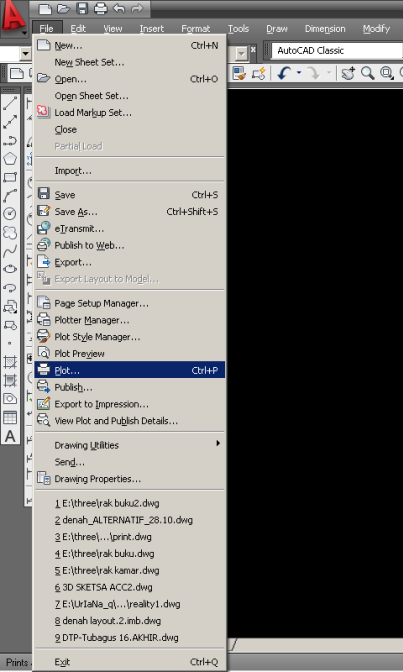 File Edit View Insert Format Tools Draw Dimension Modify
AutoCAD Classic
New... Ctrl+N
New Sheet Set...
Open... Ctrl+O
Open Sheet Set...
Load Markup Set...
Close
Partial Load
Import...
Save Ctrl+S
Save As... Ctrl+Shift+S
eTransmit...
Publish to Web...
Export...
Export Layout to Model...
Page Setup Manager...
Plotter Manager...
Plot Style Manager...
Plot Preview
Plot... Ctrl+P
Publish...
Export to Impression...
View Plot and Publish Details...
Drawing Utilities
Send...
Drawing Properties...
1 E:\three\rak buku2.dwg
2 denah_ALTERNATIF_28.10.dwg
3 E:\three\...\print.dwg
4 E:\three\rak buku.dwg
5 E:\three\rak kamar.dwg
6 3D SKETSA ACC2.dwg
7 E:\UrIaNa_q\...\reality1.dwg
8 denah layout.2.imb.dwg
9 DTP-Tubagus 16.AKHIR.dwg
Exit Ctrl+Q
Prints
A